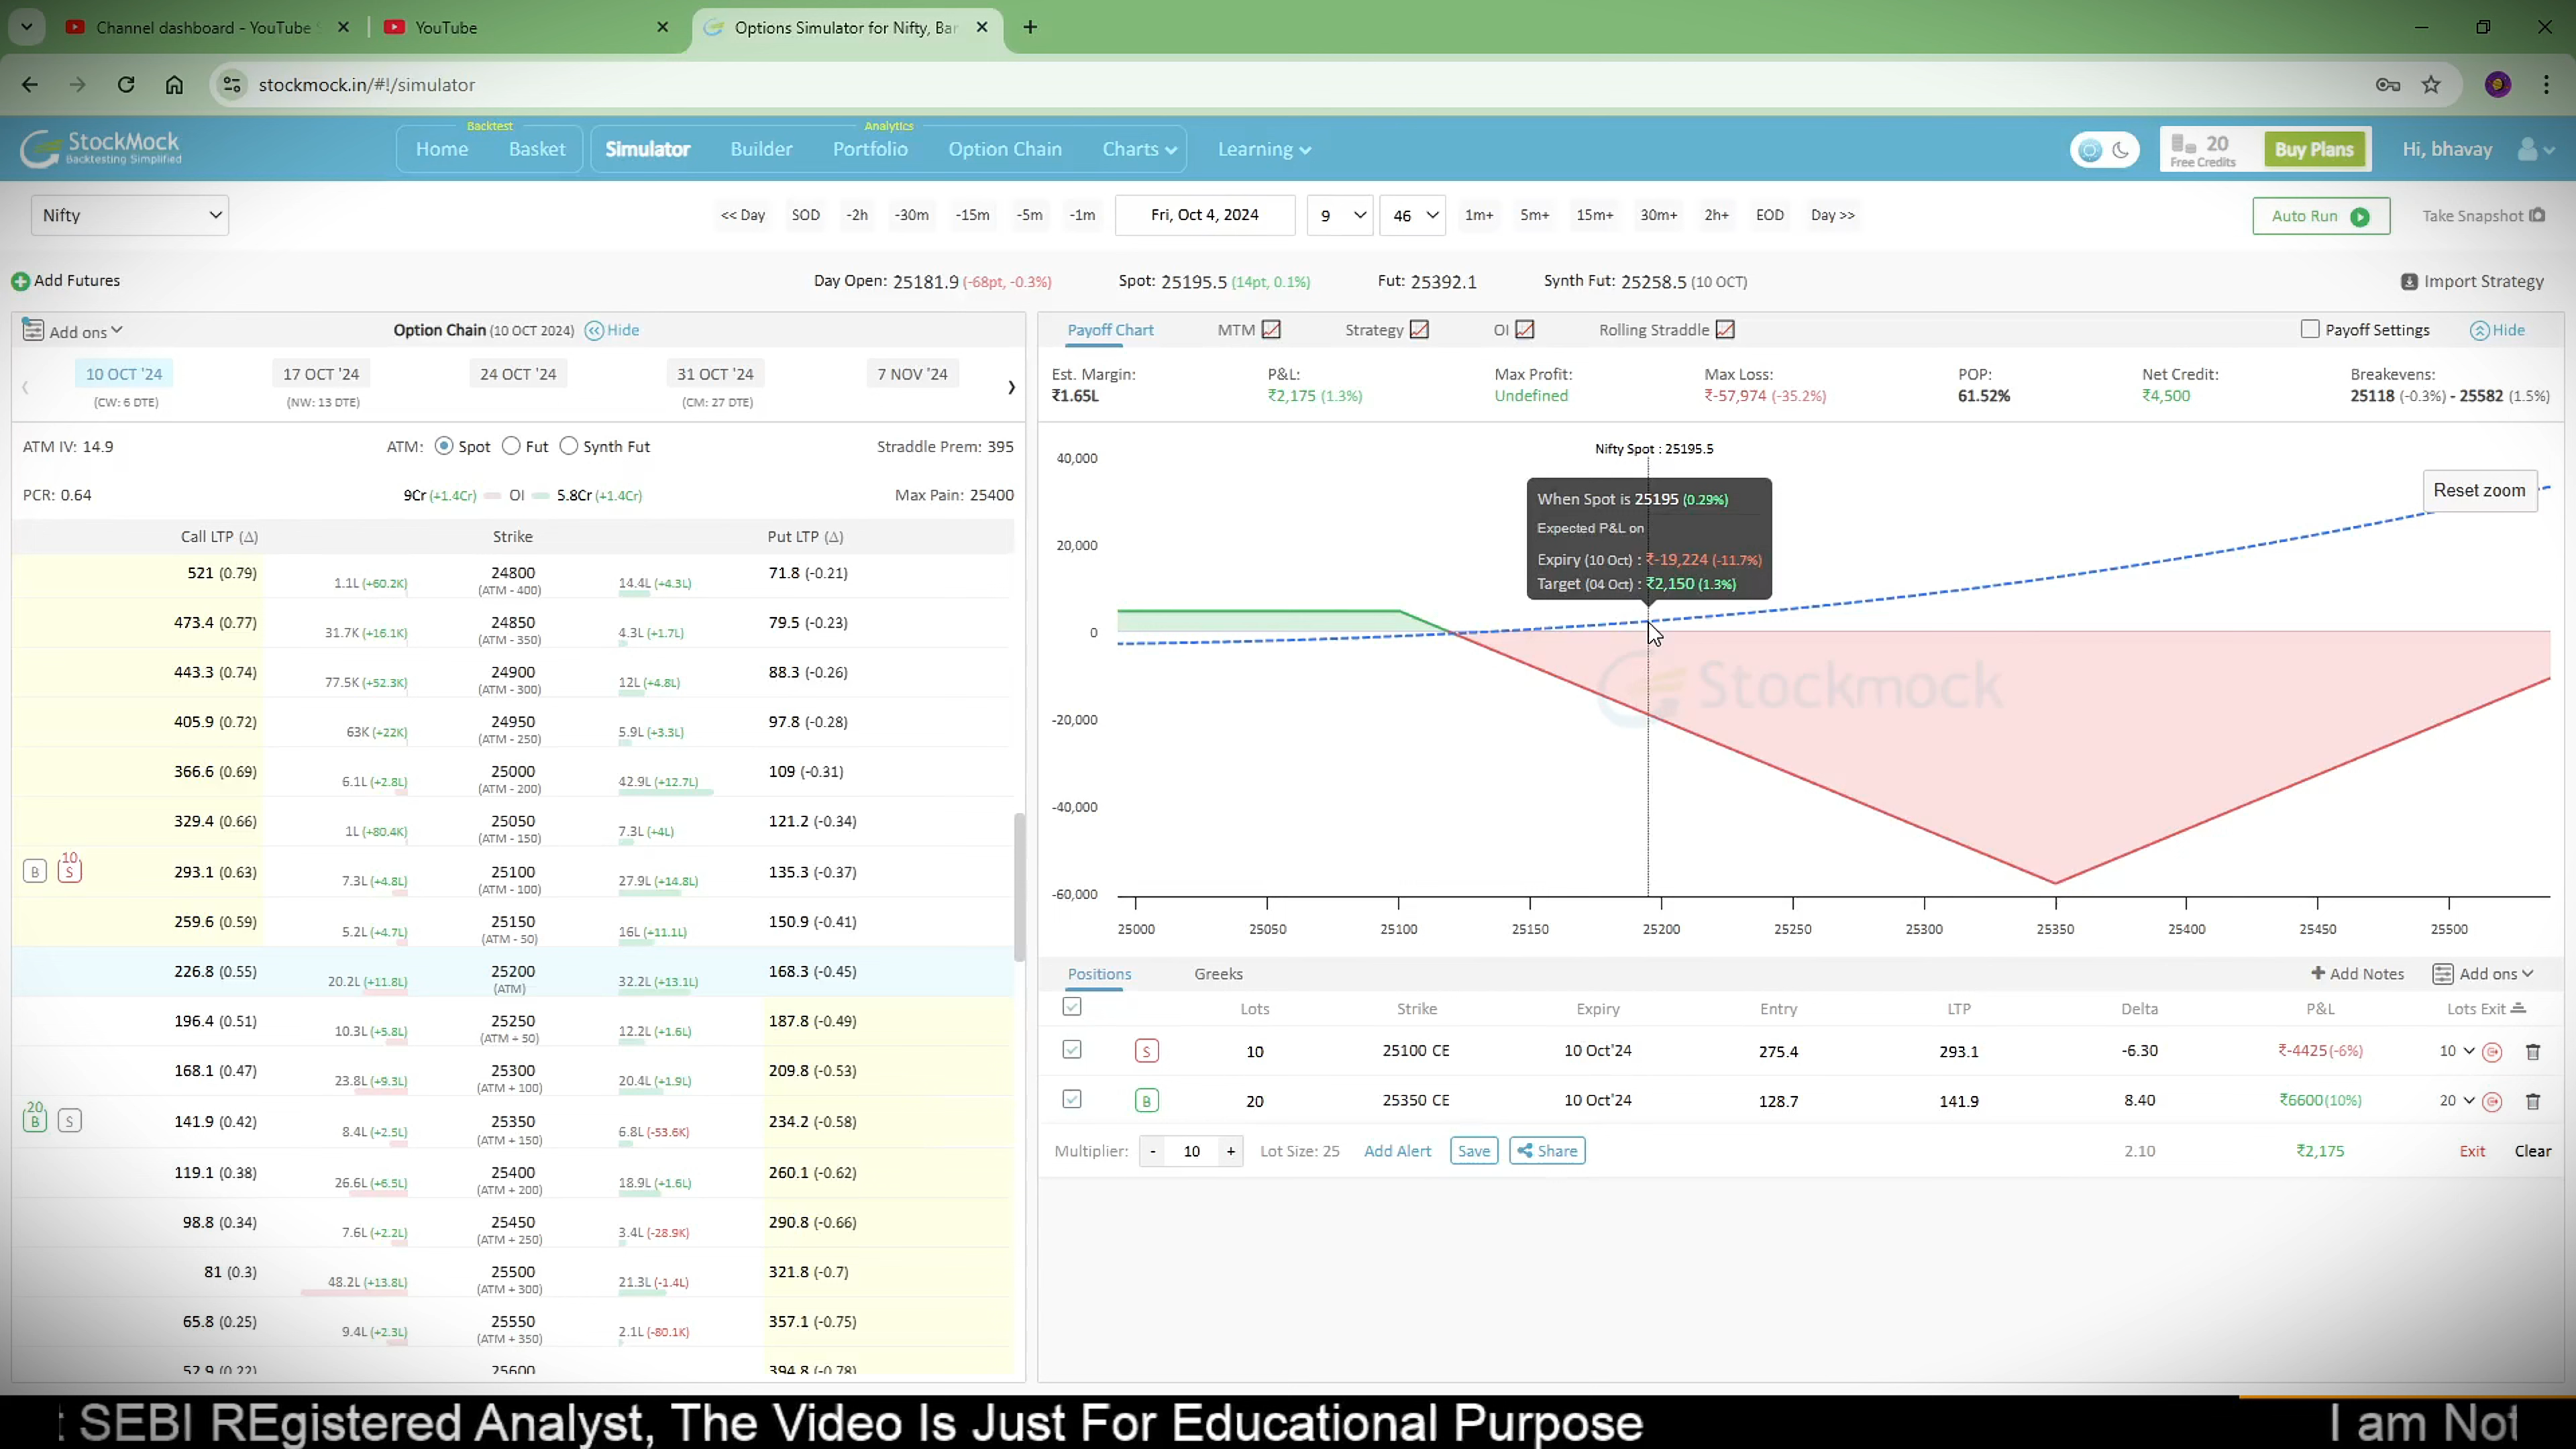 Channel dashboard - YouTube
YouTube
Options Simulator for Nifty, Ban
stockmock.in/#!/simulator
StockMock
Backtesting Simplified
Backtest
Home Basket
Analytics
Simulator Builder Portfolio Option Chain Charts
Learning
20
Free Credits
Buy Plans
Hi, bhavay
Nifty
<< Day SOD -2h -30m -15m -5m -1m Fri, Oct 4, 2024 9 46 1m+ 5m+ 15m+ 30m+ 2h+ EOD Day >>
Auto Run
Take Snapshot
Add Futures
Day Open: 25181.9 (-68pt, -0.3%) Spot: 25195.5 (14pt, 0.1%) Fut: 25392.1 Synth Fut: 25258.5 (10 OCT)
Import Strategy
Add ons Option Chain (10 OCT 2024) Hide
10 OCT '24 17 OCT '24 24 OCT '24 31 OCT '24 7 NOV '24
(CW: 6 DTE) (NW: 13 DTE) (CM: 27 DTE)
ATM IV: 14.9 ATM: Spot Fut Synth Fut Straddle Prem: 395
PCR: 0.64 9Cr (+1.4Cr) OI 5.8Cr (+1.4Cr) Max Pain: 25400
Call LTP (Δ) Strike Put LTP (Δ)
521 (0.79) 1.1L (+60.2K) 24800 14.4L (+4.3L) 71.8 (-0.21)
(ATM - 400)
473.4 (0.77) 31.7K (+16.1K) 24850 4.3L (+1.7L) 79.5 (-0.23)
(ATM - 350)
443.3 (0.74) 77.5K (+52.3K) 24900 12L (+4.8L) 88.3 (-0.26)
(ATM - 300)
405.9 (0.72) 63K (+22K) 24950 5.9L (+3.3L) 97.8 (-0.28)
(ATM - 250)
366.6 (0.69) 6.1L (+2.8L) 25000 42.9L (+12.7L) 109 (-0.31)
(ATM - 200)
329.4 (0.66) 1L (+80.4K) 25050 7.3L (+4L) 121.2 (-0.34)
(ATM - 150)
10
B S 293.1 (0.63) 7.3L (+4.8L) 25100 27.9L (+14.8L) 135.3 (-0.37)
(ATM - 100)
259.6 (0.59) 5.2L (+4.7L) 25150 16L (+11.1L) 150.9 (-0.41)
(ATM - 50)
226.8 (0.55) 20.2L (+11.8L) 25200 32.2L (+13.1L) 168.3 (-0.45)
(ATM)
196.4 (0.51) 10.3L (+5.8L) 25250 12.2L (+1.6L) 187.8 (-0.49)
(ATM + 50)
168.1 (0.47) 23.8L (+9.3L) 25300 20.4L (+1.9L) 209.8 (-0.53)
(ATM + 100)
20
B S 141.9 (0.42) 8.4L (+2.5L) 25350 6.8L (-53.6K) 234.2 (-0.58)
(ATM + 150)
119.1 (0.38) 26.6L (+6.5L) 25400 18.9L (+1.6L) 260.1 (-0.62)
(ATM + 200)
98.8 (0.34) 7.6L (+2.2L) 25450 3.4L (-28.9K) 290.8 (-0.66)
(ATM + 250)
81 (0.3) 48.2L (+13.8L) 25500 21.3L (-1.4L) 321.8 (-0.7)
(ATM + 300)
65.8 (0.25) 9.4L (+2.3L) 25550 2.1L (-80.1K) 357.1 (-0.75)
(ATM + 350)
52.9 (0.22) 25600 394.8 (-0.78)
Payoff Chart MTM Strategy OI Rolling Straddle Payoff Settings Hide
Est. Margin: P&L: Max Profit: Max Loss: POP: Net Credit: Breakevens:
₹1.65L ₹2,175 (1.3%) Undefined ₹-57,974 (-35.2%) 61.52% ₹4,500 25118 (-0.3%) - 25582 (1.5%)
Nifty Spot : 25195.5
Reset zoom
When Spot is 25195 (0.29%)
Expected P&L on
Expiry (10 Oct) : ₹-19,224 (-11.7%)
Target (04 Oct) : ₹2,150 (1.3%)
40,000
20,000
0
-20,000
-40,000
-60,000
Stockmock
25000 25050 25100 25150 25200 25250 25300 25350 25400 25450 25500
Positions Greeks Add Notes Add ons
Lots Strike Expiry Entry LTP Delta P&L Lots Exit
S 10 25100 CE 10 Oct'24 275.4 293.1 -6.30 ₹-4425(-6%) 10
B 20 25350 CE 10 Oct'24 128.7 141.9 8.40 ₹6600(10%) 20
Multiplier: - 10 + Lot Size: 25 Add Alert Save Share 2.10 ₹2,175 Exit Clear
SEBI REgistered Analyst, The Video Is Just For Educational Purpose I am Not